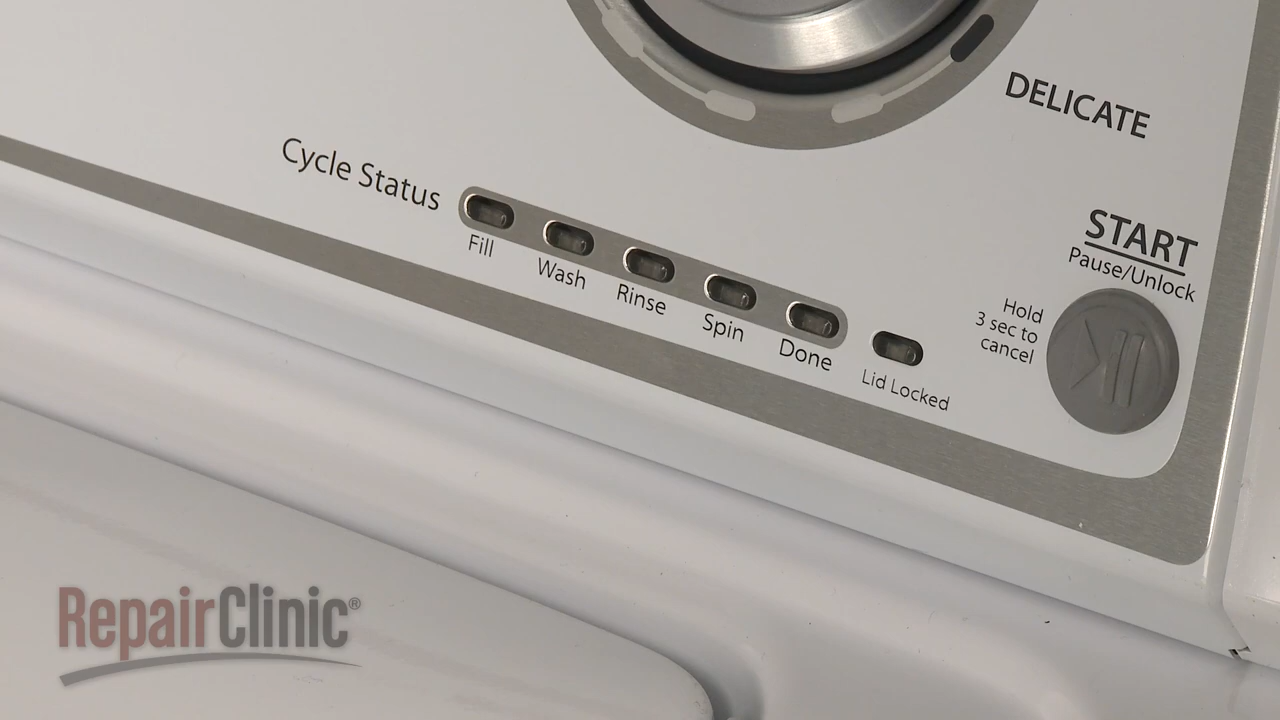 DELICATE
Cycle Status
Fill
Wash
Rinse
Spin
Done
Lid Locked
START
Pause/Unlock
Hold
3 sec to
cancel
RepairClinic®